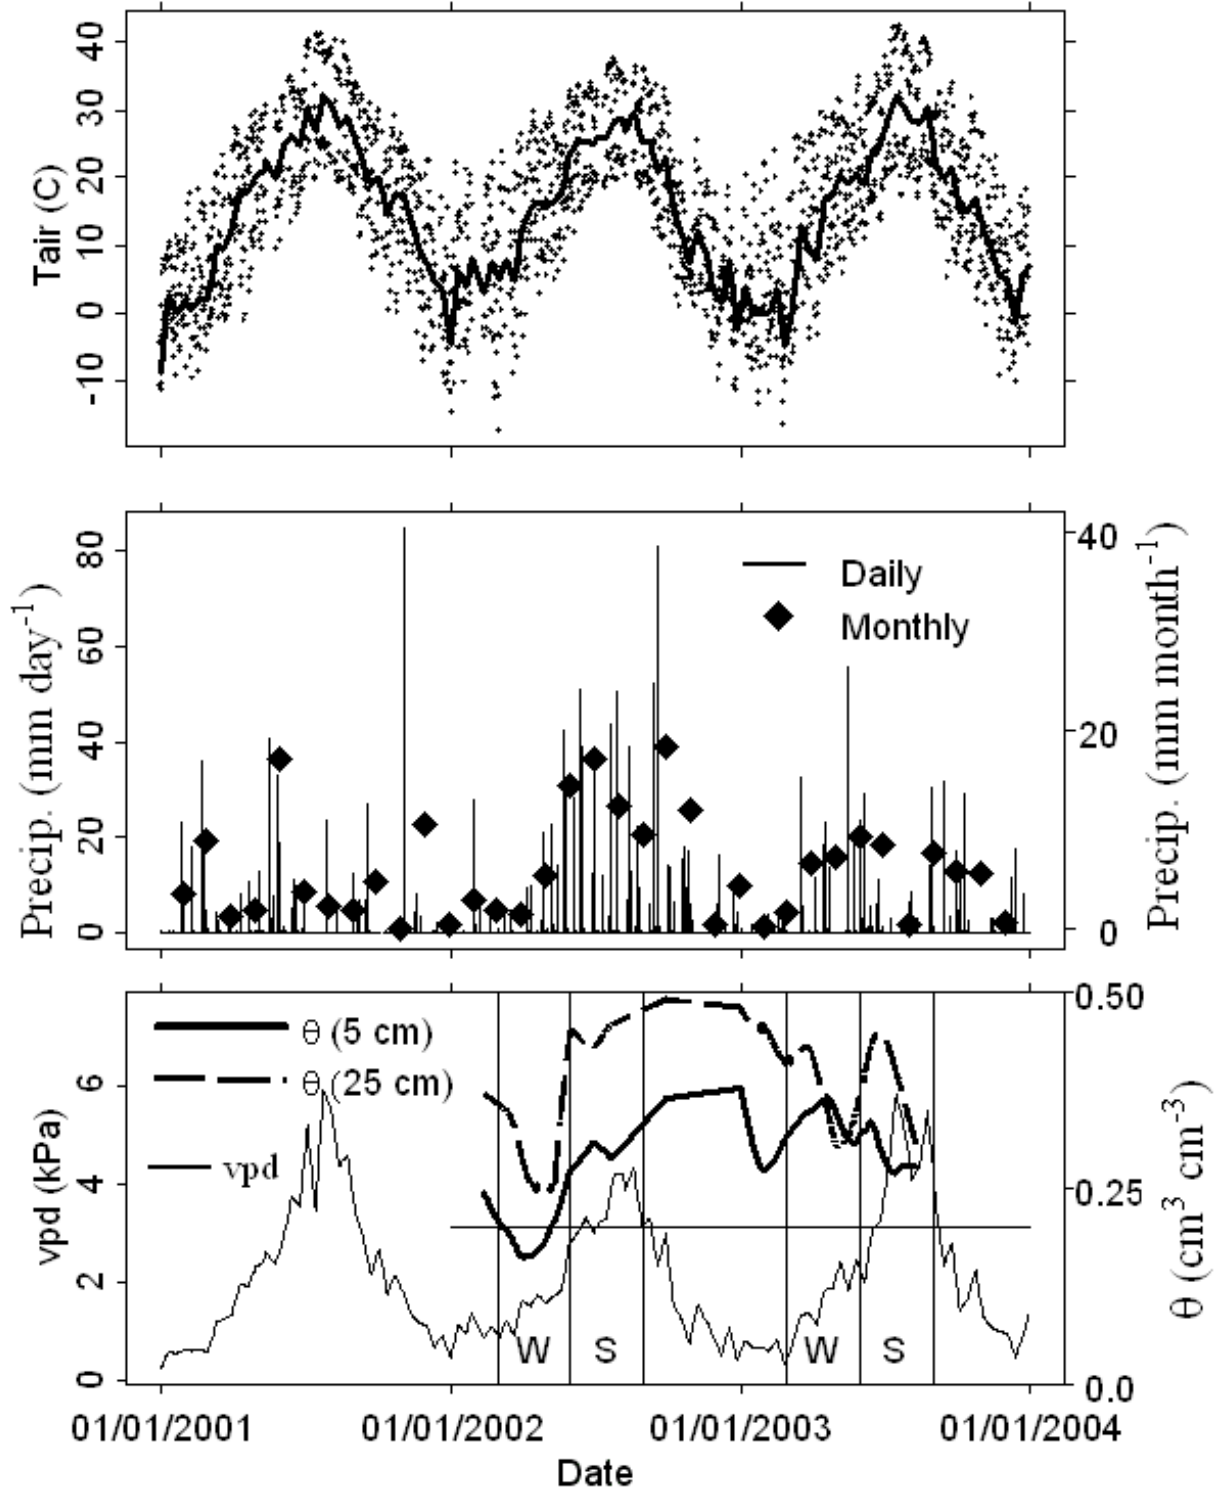 Tair (C)
40
30
20
10
0
-10
Precip. (mm day-1)
80
60
40
20
0
Daily
Monthly
40
20
0
Precip. (mm month-1)
vpd (kPa)
6
4
2
0
θ (5 cm)
θ (25 cm)
vpd
W
S
W
S
0.50
0.25
0.0
θ (cm3 cm-3)
01/01/2001
01/01/2002
01/01/2003
01/01/2004
Date